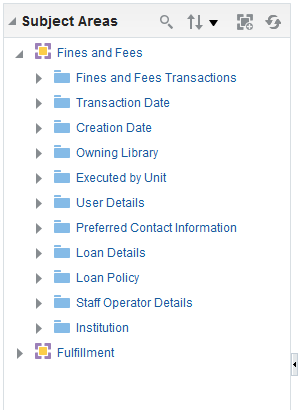 Subject Areas
Fines and Fees
Fines and Fees Transactions
Transaction Date
Creation Date
Owning Library
Executed by Unit
User Details
Preferred Contact Information
Loan Details
Loan Policy
Staff Operator Details
Institution
Fulfillment